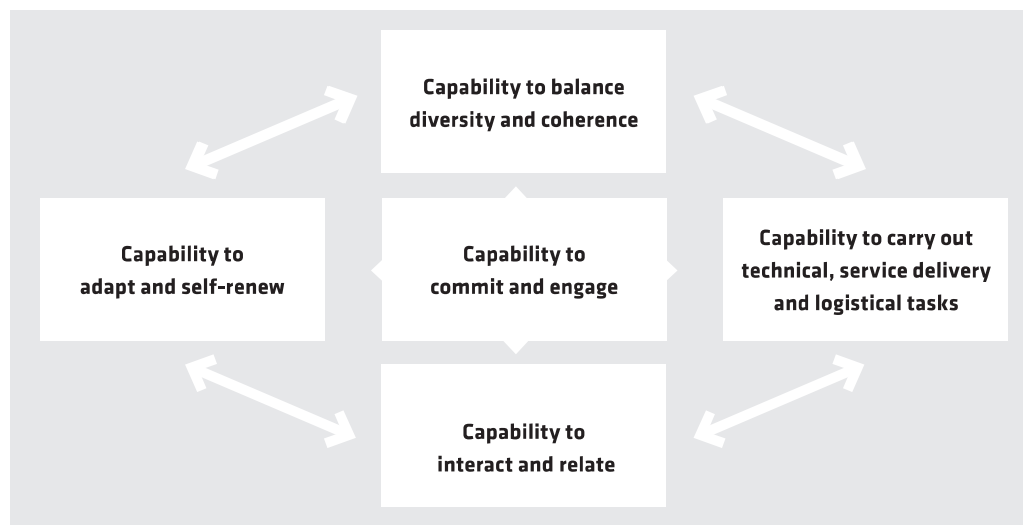 Capability to balance
diversity and coherence
Capability to
adapt and self-renew
Capability to
commit and engage
Capability to carry out
technical, service delivery
and logistical tasks
Capability to
interact and relate